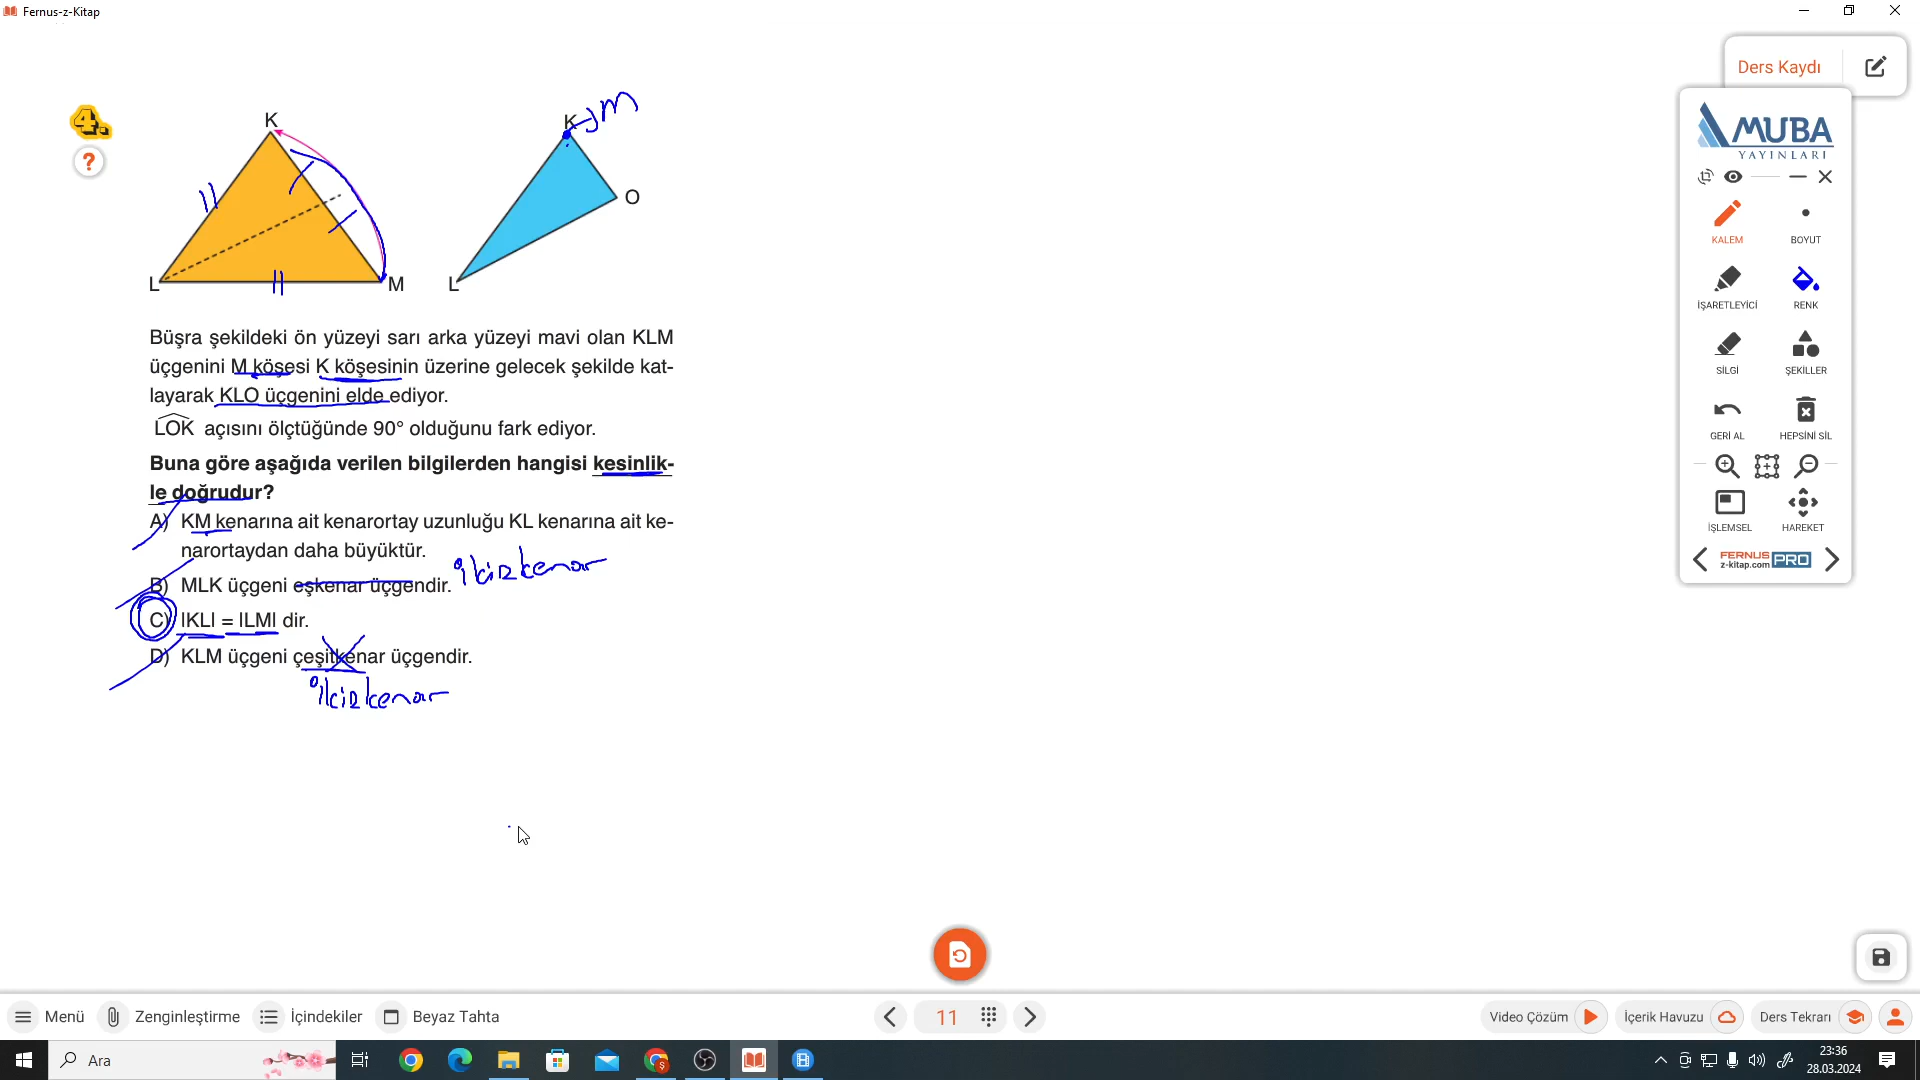 Fernus-z-Kitap
Ders Kaydı
4.
?
K
L
M
K
M
O
L
MUBA
YAYINLARI
KALEM
BOYUT
İŞARETLEYİCİ
RENK
SİLGİ
ŞEKİLLER
GERİ AL
HEPSİNİ SİL
İŞLEMSEL
HAREKET
FERNUS
z-kitap.com PRO
Büşra şekildeki ön yüzeyi sarı arka yüzeyi mavi olan KLM
üçgenini M köşesi K köşesinin üzerine gelecek şekilde kat-
layarak KLO üçgenini elde ediyor.
LOK açısını ölçtüğünde 90° olduğunu fark ediyor.
Buna göre aşağıda verilen bilgilerden hangisi kesinlik-
le doğrudur?
A) KM kenarına ait kenarortay uzunluğu KL kenarına ait ke-
narortaydan daha büyüktür.
B) MLK üçgeni eşkenar üçgendir. ikizkenar
C) IKLI = ILMI dir.
D) KLM üçgeni çeşitkenar üçgendir.
ikizkenar
Menü
Zenginleştirme
İçindekiler
Beyaz Tahta
11
Video Çözüm
İçerik Havuzu
Ders Tekrarı
Ara
23:36
28.03.2024